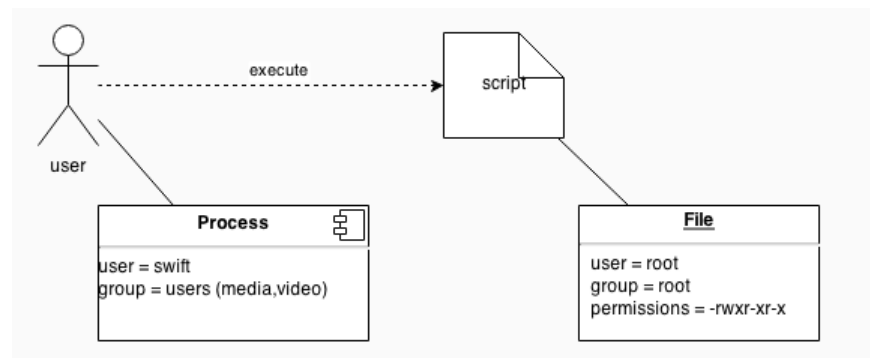 execute
script
user
Process
user = swift
group = users (media,video)
File
user = root
group = root
permissions = -rwxr-xr-x